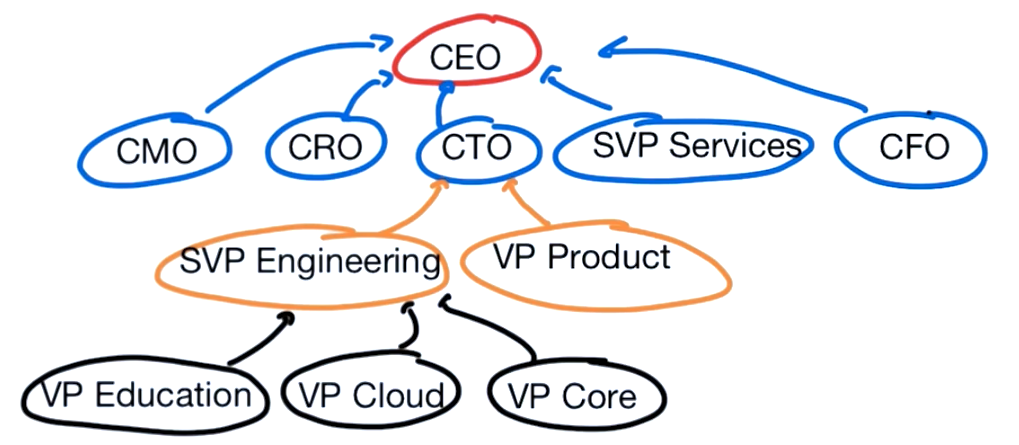 CEO
CMO
CRO
CTO
SVP Services
CFO
SVP Engineering
VP Product
VP Education
VP Cloud
VP Core